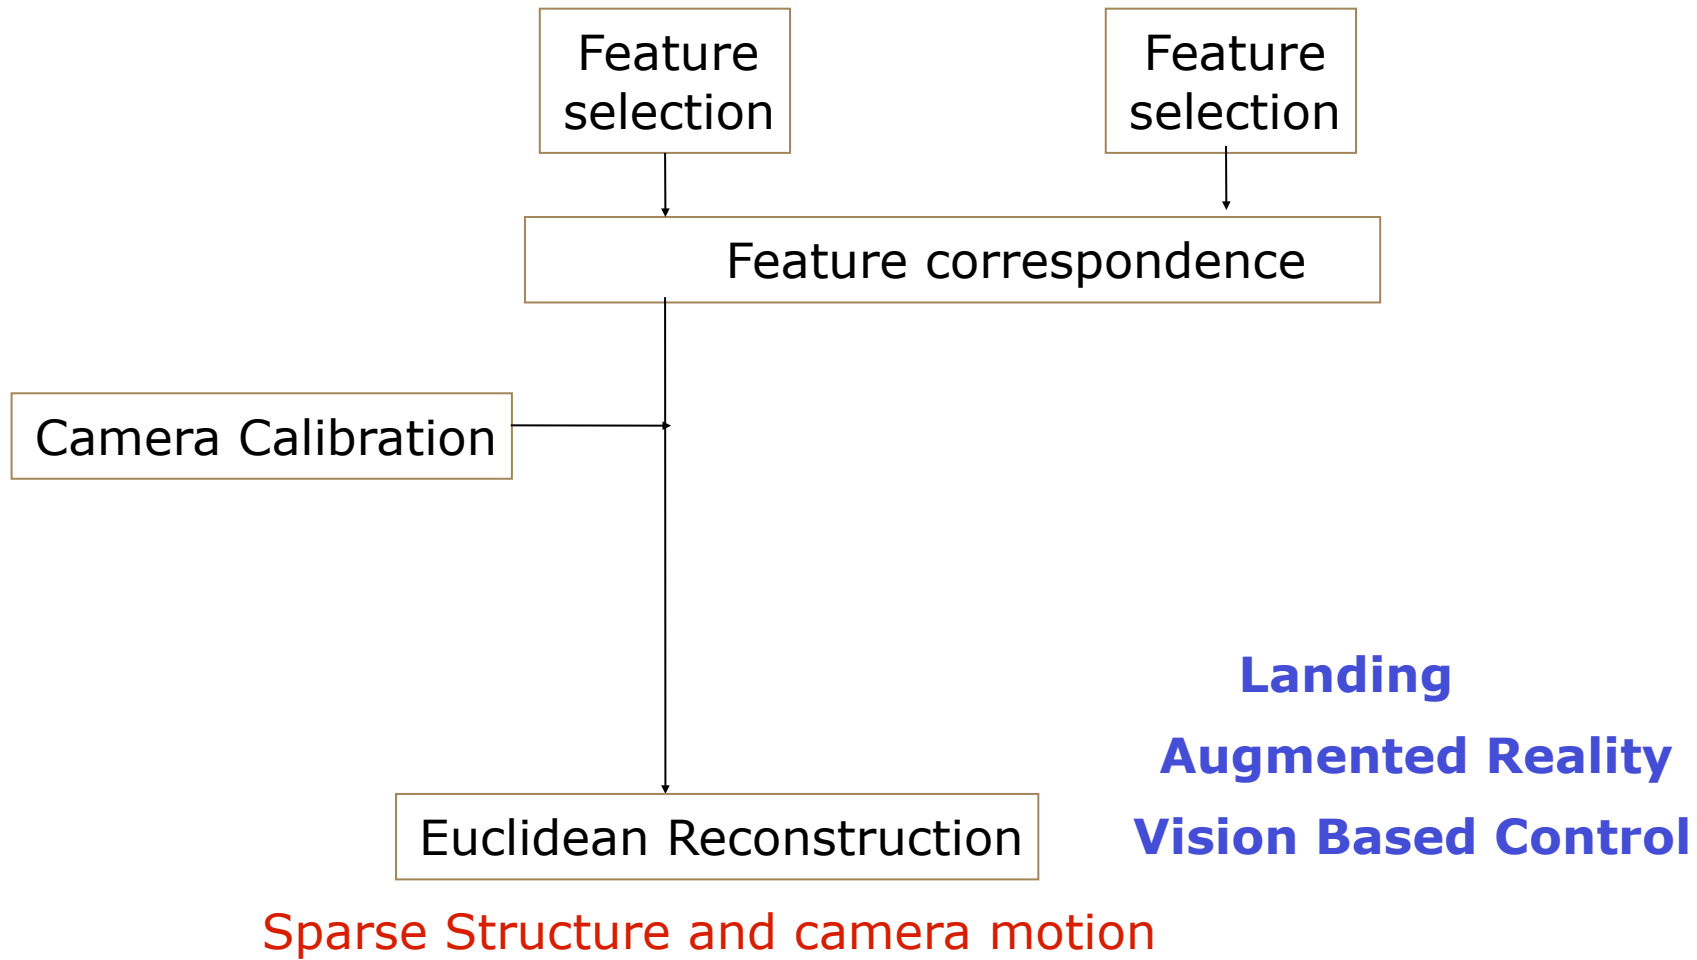 Feature
selection
Feature
selection
Feature correspondence
Camera Calibration
Landing
Augmented Reality
Vision Based Control
Euclidean Reconstruction
Sparse Structure and camera motion